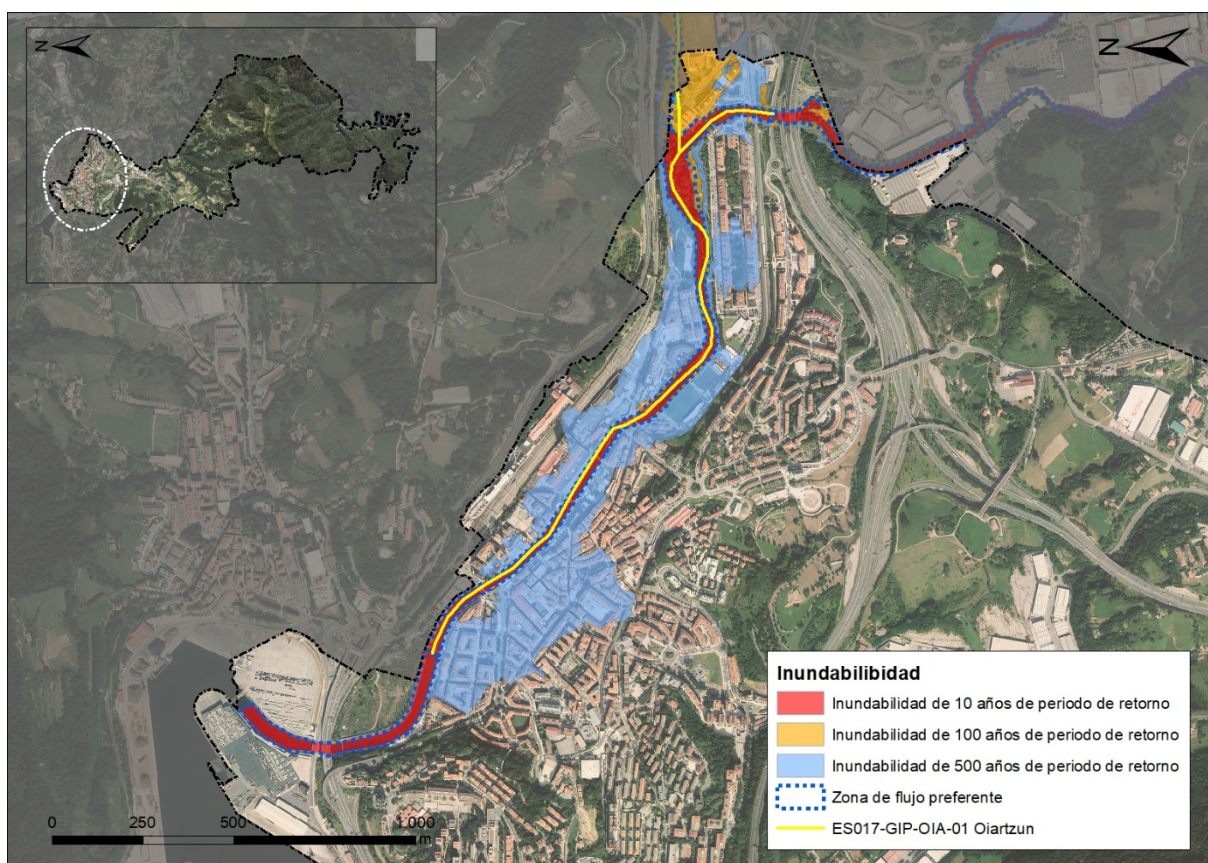 N
N
Inundabilibidad
Inundabilidad de 10 años de periodo de retorno
Inundabilidad de 100 años de periodo de retorno
Inundabilidad de 500 años de periodo de retorno
Zona de flujo preferente
ES017-GIP-OIA-01 Oiartzun
0 250 500 1.000
m